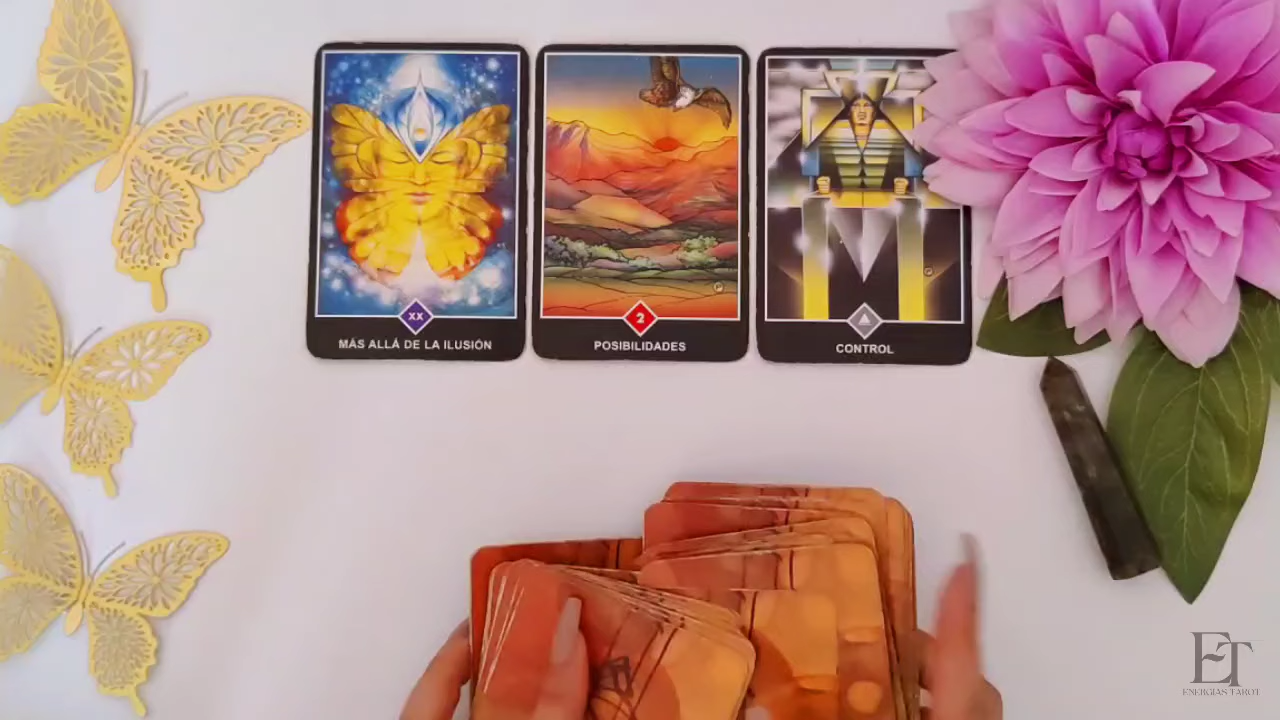 XX
MÁS ALLÁ DE LA ILUSIÓN
2
POSIBILIDADES
CONTROL
ET
ENERGIAS TAROT